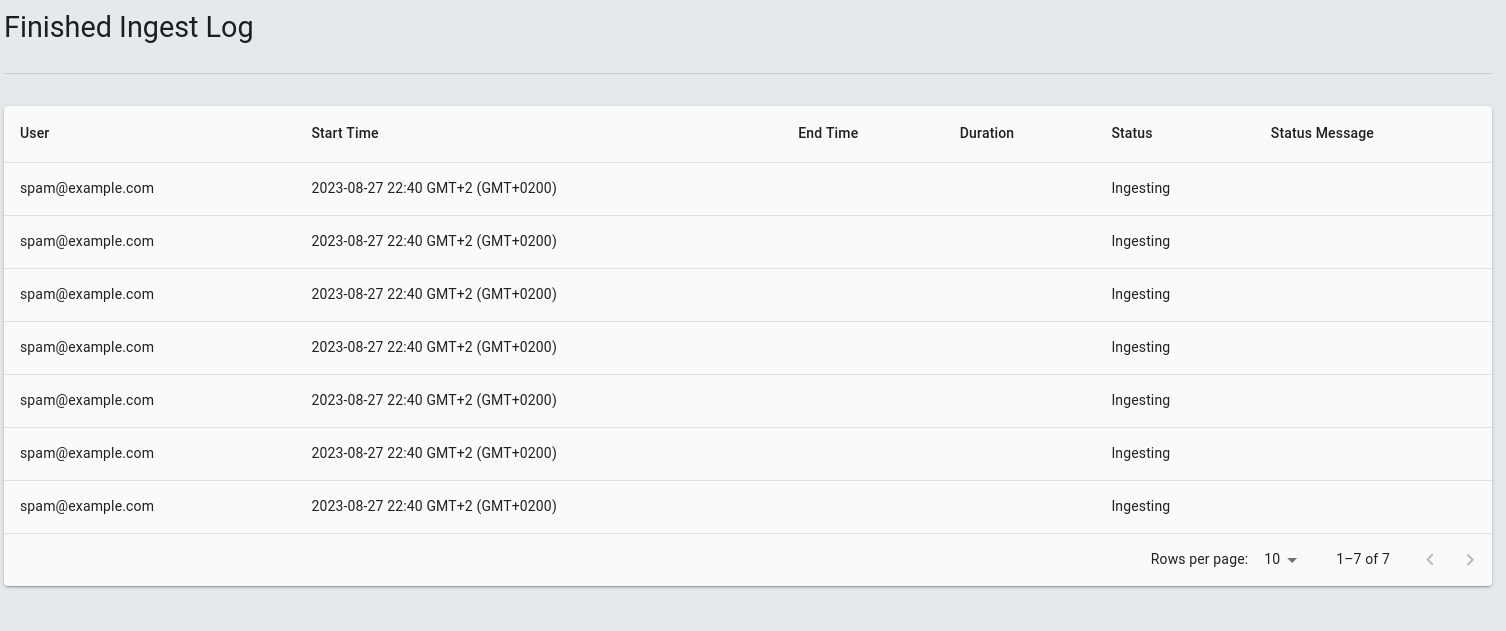 Finished Ingest Log
User Start Time End Time Duration Status Status Message
spam@example.com 2023-08-27 22:40 GMT+2 (GMT+0200) Ingesting
spam@example.com 2023-08-27 22:40 GMT+2 (GMT+0200) Ingesting
spam@example.com 2023-08-27 22:40 GMT+2 (GMT+0200) Ingesting
spam@example.com 2023-08-27 22:40 GMT+2 (GMT+0200) Ingesting
spam@example.com 2023-08-27 22:40 GMT+2 (GMT+0200) Ingesting
spam@example.com 2023-08-27 22:40 GMT+2 (GMT+0200) Ingesting
spam@example.com 2023-08-27 22:40 GMT+2 (GMT+0200) Ingesting
Rows per page: 10 1–7 of 7